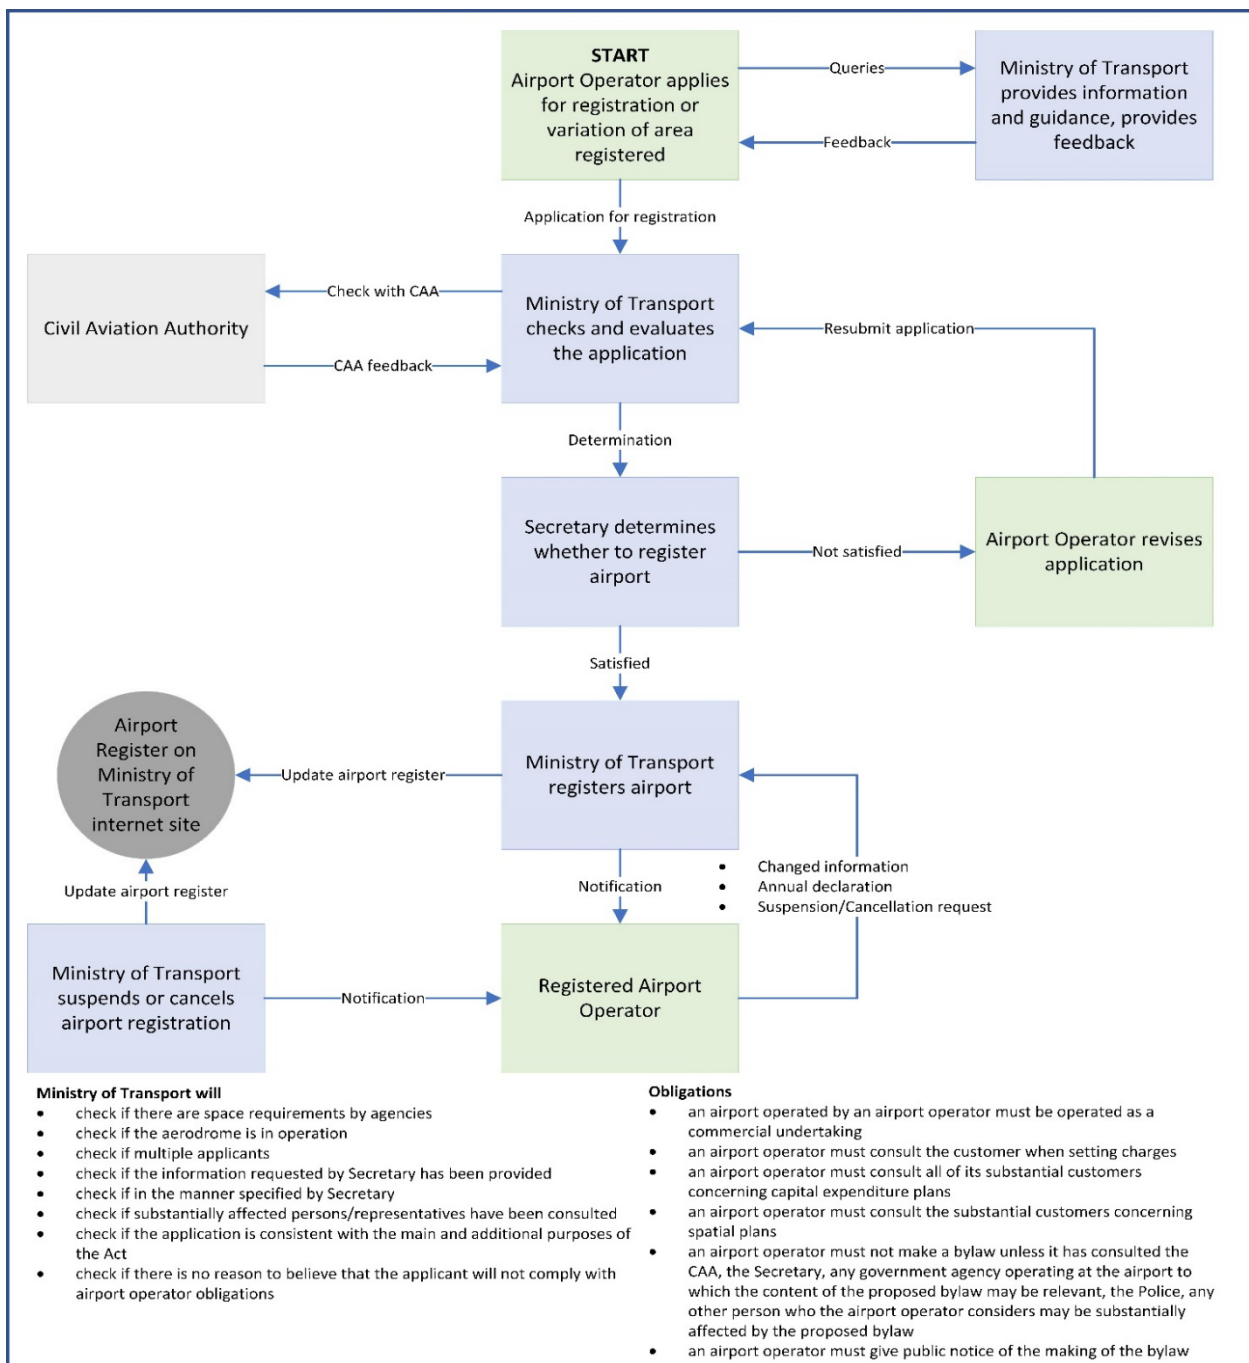 START
Airport Operator applies
for registration or
variation of area
registered
Queries
Feedback
Ministry of Transport
provides information
and guidance, provides
feedback
Application for registration
Civil Aviation Authority
Check with CAA
CAA feedback
Ministry of Transport
checks and evaluates
the application
Resubmit application
Determination
Secretary determines
whether to register
airport
Not satisfied
Airport Operator revises
application
Satisfied
Airport
Register on
Ministry of
Transport
internet site
Update airport register
Ministry of Transport
registers airport
Update airport register
Notification
• Changed information
• Annual declaration
• Suspension/Cancellation request
Ministry of Transport
suspends or cancels
airport registration
Notification
Registered Airport
Operator
Ministry of Transport will
• check if there are space requirements by agencies
• check if the aerodrome is in operation
• check if multiple applicants
• check if the information requested by Secretary has been provided
• check if in the manner specified by Secretary
• check if substantially affected persons/representatives have been consulted
• check if the application is consistent with the main and additional purposes of
the Act
• check if there is no reason to believe that the applicant will not comply with
airport operator obligations
Obligations
• an airport operated by an airport operator must be operated as a
commercial undertaking
• an airport operator must consult the customer when setting charges
• an airport operator must consult all of its substantial customers
concerning capital expenditure plans
• an airport operator must consult the substantial customers concerning
spatial plans
• an airport operator must not make a bylaw unless it has consulted the
CAA, the Secretary, any government agency operating at the airport to
which the content of the proposed bylaw may be relevant, the Police, any
other person who the airport operator considers may be substantially
affected by the proposed bylaw
• an airport operator must give public notice of the making of the bylaw